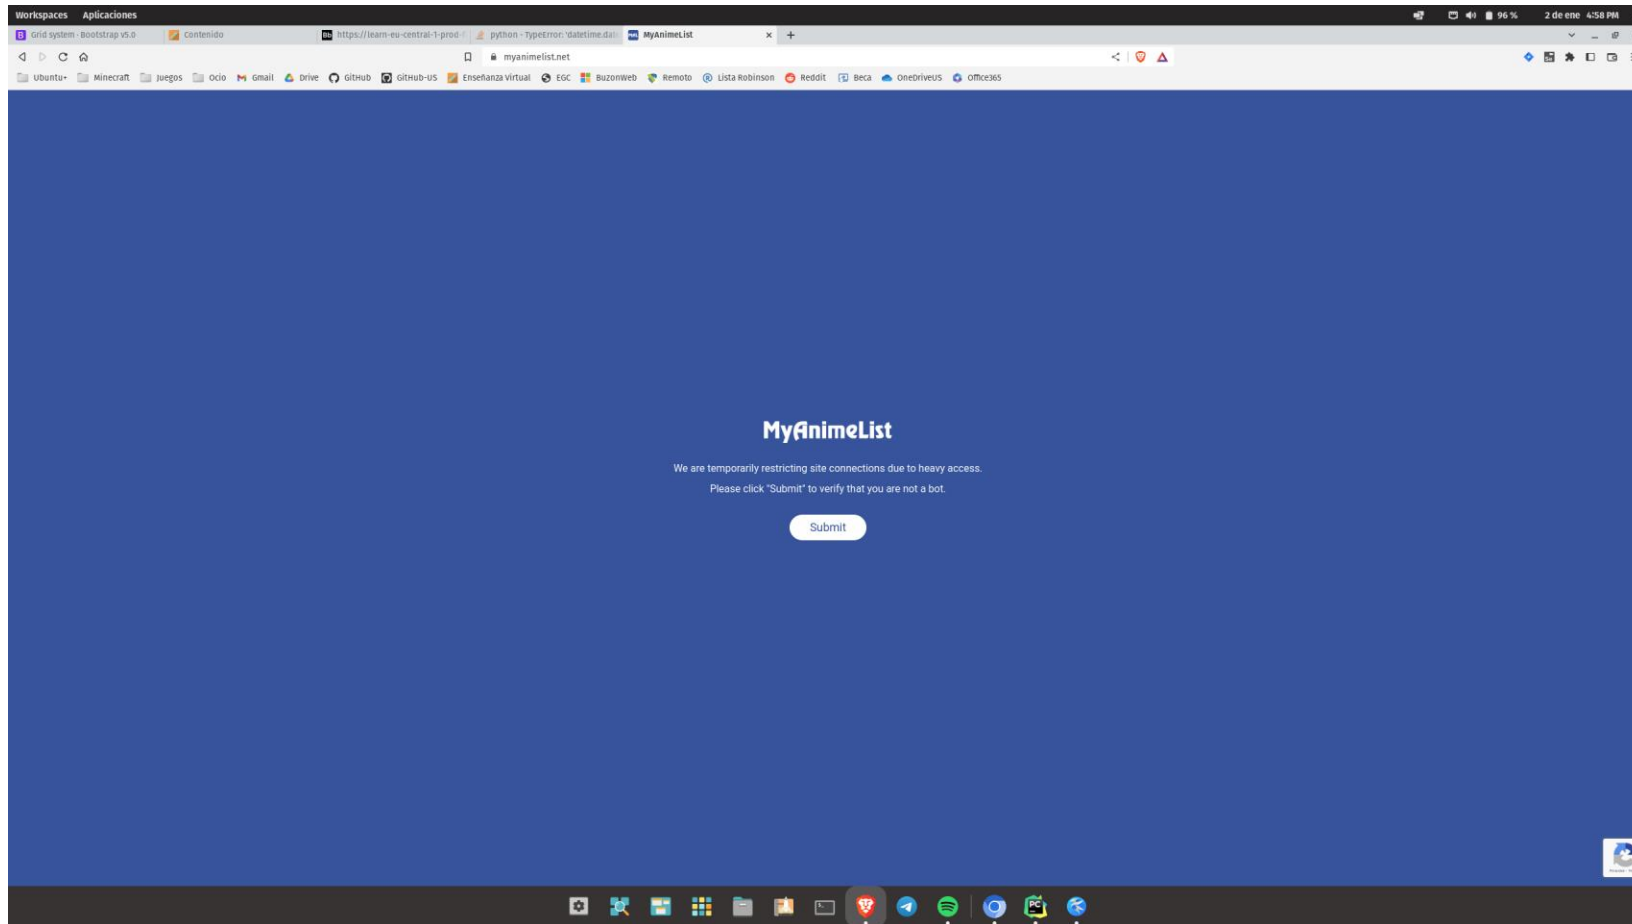 Workspaces Aplicaciones 96 % 2 de ene 4:58 PM
Grid system · Bootstrap v5.0 Contenido Bb https://learn-eu-central-1-prod-f python - TypeError: 'datetime.dat MyAnimeList
myanimelist.net
Ubuntu+ Minecraft Juegos Ocio Gmail Drive GitHub GitHub-US Enseñanza Virtual EGC BuzonWeb Remoto Lista Robinson Reddit Beca OneDriveUS Office365
MyAnimeList
We are temporarily restricting site connections due to heavy access.
Please click "Submit" to verify that you are not a bot.
Submit